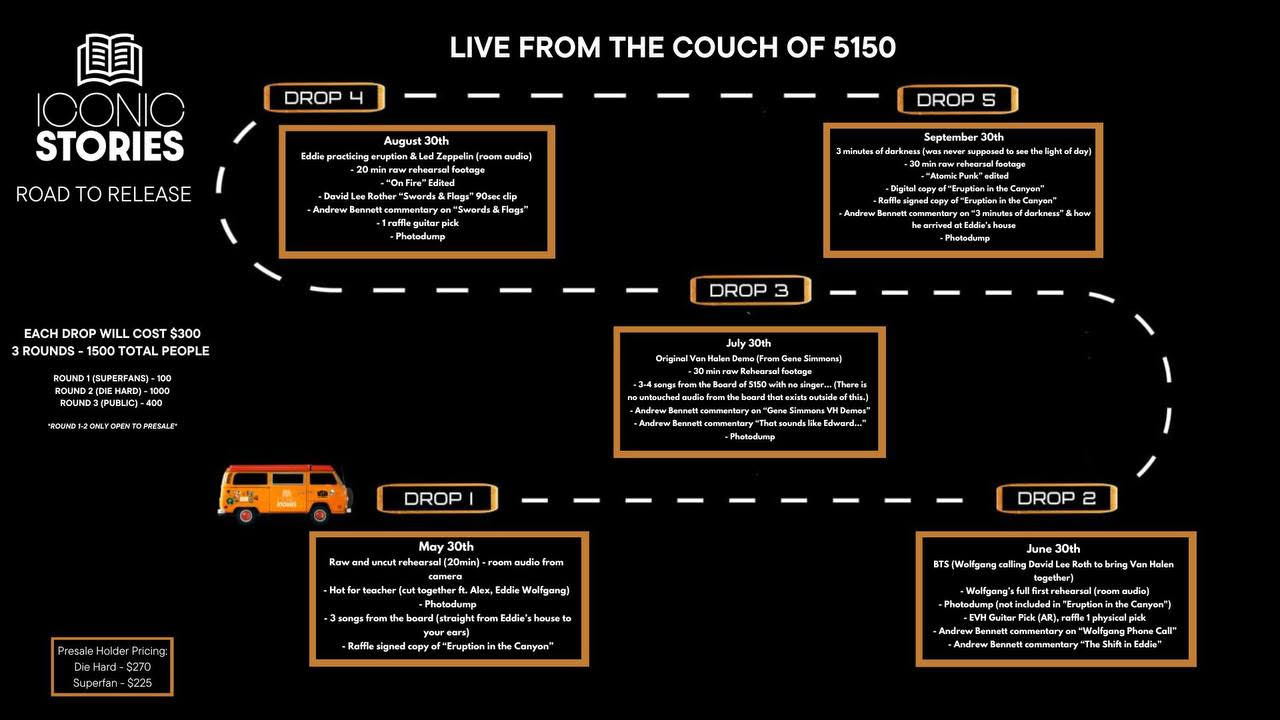 LIVE FROM THE COUCH OF 5150
ICONIC
STORIES
ROAD TO RELEASE
DROP 4
August 30th
Eddie practicing eruption & Led Zeppelin (room audio)
- 20 min raw rehearsal footage
- “On Fire” Edited
- David Lee Rother “Swords & Flags” 90sec clip
- Andrew Bennett commentary on “Swords & Flags”
- 1 raffle guitar pick
- Photodump
DROP 5
September 30th
3 minutes of darkness (was never supposed to see the light of day)
- 30 min raw rehearsal footage
- “Atomic Punk” edited
- Digital copy of “Eruption in the Canyon”
- Raffle signed copy of “Eruption in the Canyon”
- Andrew Bennett commentary on “3 minutes of darkness” & how
he arrived at Eddie’s house
- Photodump
DROP 3
July 30th
Original Van Halen Demo (From Gene Simmons)
- 30 min raw Rehearsal footage
- 3-4 songs from the Board of 5150 with no singer... (There is
no untouched audio from the board that exists outside of this.)
- Andrew Bennett commentary on “Gene Simmons VH Demos”
- Andrew Bennett commentary “That sounds like Edward...”
- Photodump
EACH DROP WILL COST $300
3 ROUNDS - 1500 TOTAL PEOPLE
ROUND 1 (SUPERFANS) - 100
ROUND 2 (DIE HARD) - 1000
ROUND 3 (PUBLIC) - 400
*ROUND 1-2 ONLY OPEN TO PRESALE*
DROP 1
May 30th
Raw and uncut rehearsal (20min) - room audio from
camera
- Hot for teacher (cut together ft. Alex, Eddie Wolfgang)
- Photodump
- 3 songs from the board (straight from Eddie’s house to
your ears)
- Raffle signed copy of “Eruption in the Canyon”
DROP 2
June 30th
BTS (Wolfgang calling David Lee Roth to bring Van Halen
together)
- Wolfgang’s full first rehearsal (room audio)
- Photodump (not included in "Eruption in the Canyon")
- EVH Guitar Pick (AR), raffle 1 physical pick
- Andrew Bennett commentary on “Wolfgang Phone Call”
- Andrew Bennett commentary “The Shift in Eddie”
Presale Holder Pricing:
Die Hard - $270
Superfan - $225